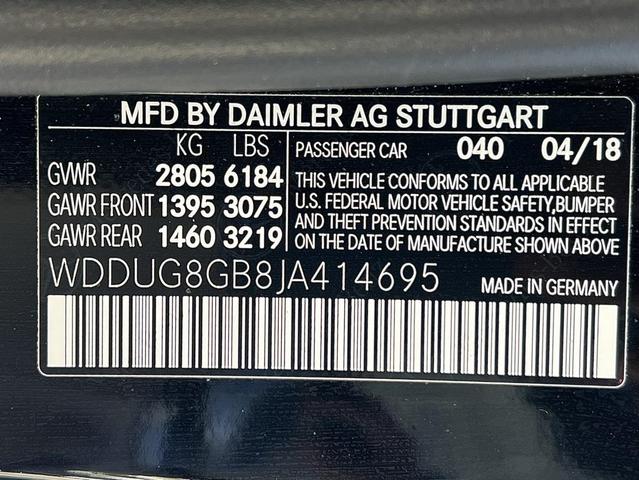 MFD BY DAIMLER AG STUTTGART
KG LBS
GVWR 2805 6184
GAWR FRONT 1395 3075
GAWR REAR 1460 3219
PASSENGER CAR 040 04/18
THIS VEHICLE CONFORMS TO ALL APPLICABLE
U.S. FEDERAL MOTOR VEHICLE SAFETY,BUMPER
AND THEFT PREVENTION STANDARDS IN EFFECT
ON THE DATE OF MANUFACTURE SHOWN ABOVE
WDDUG8GB8JA414695 MADE IN GERMANY